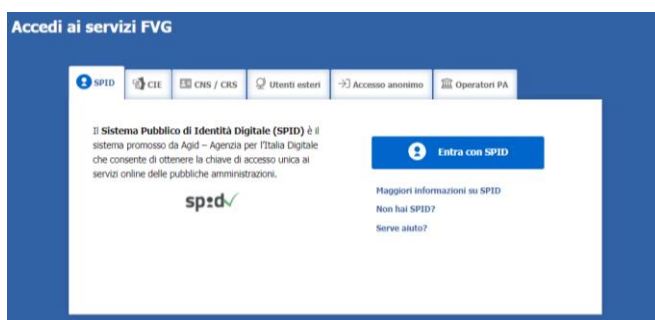 Accedi ai servizi FVG
SPID CIE CNS / CRS Utenti esteri Accesso anonimo Operatori PA
Il Sistema Pubblico di Identità Digitale (SPID) è il
sistema promosso da Agid – Agenzia per l'Italia Digitale
che consente di ottenere la chiave di accesso unica ai
servizi online delle pubbliche amministrazioni.
sp:d
Entra con SPID
Maggiori informazioni su SPID
Non hai SPID?
Serve aiuto?